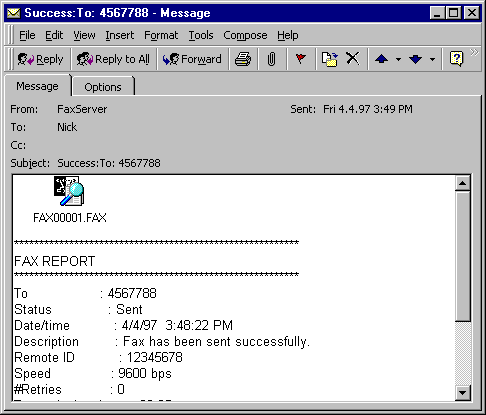 Success:To: 4567788 - Message
File Edit View Insert Format Tools Compose Help
Reply Reply to All Forward
Message Options
From: FaxServer Sent: Fri 4.4.97 3:49 PM
To: Nick
Cc:
Subject: Success:To: 4567788
FAX00001.FAX
**********************************************************
FAX REPORT
**********************************************************
To : 4567788
Status : Sent
Date/time : 4/4/97 3:48:22 PM
Description : Fax has been sent successfully.
Remote ID : 12345678
Speed : 9600 bps
#Retries : 0